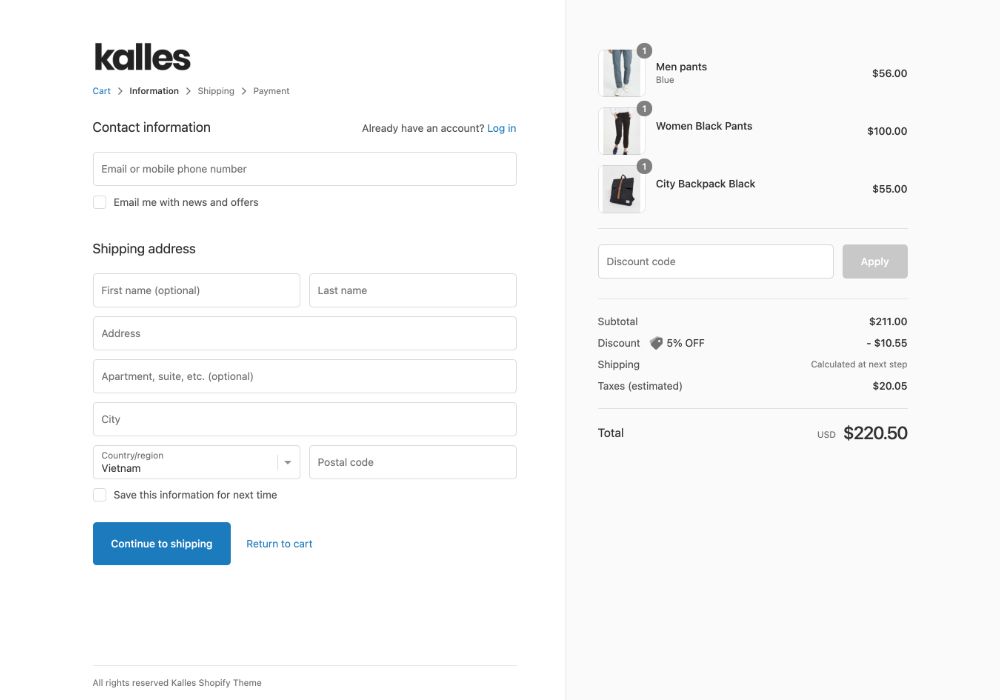 kalles
Cart > Information > Shipping > Payment
Contact information
Already have an account? Log in
Email or mobile phone number
Email me with news and offers
Shipping address
First name (optional)
Last name
Address
Apartment, suite, etc. (optional)
City
Country/region
Vietnam
Postal code
Save this information for next time
Continue to shipping
Return to cart
All rights reserved Kalles Shopify Theme
1
Men pants
Blue
$56.00
1
Women Black Pants
$100.00
1
City Backpack Black
$55.00
Discount code
Apply
Subtotal
$211.00
Discount 5% OFF
- $10.55
Shipping
Calculated at next step
Taxes (estimated)
$20.05
Total
USD $220.50